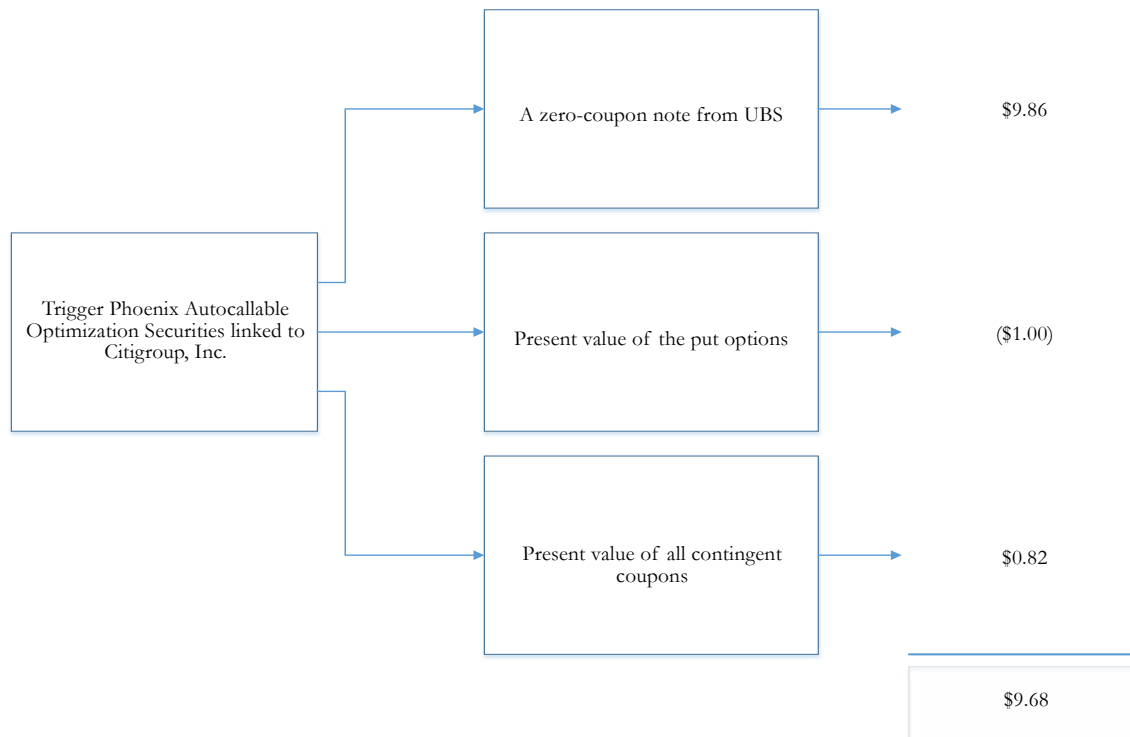 A zero-coupon note from UBS
$9.86
Trigger Phoenix Autocallable
Optimization Securities linked to
Citigroup, Inc.
Present value of the put options
($1.00)
Present value of all contingent
coupons
$0.82
$9.68